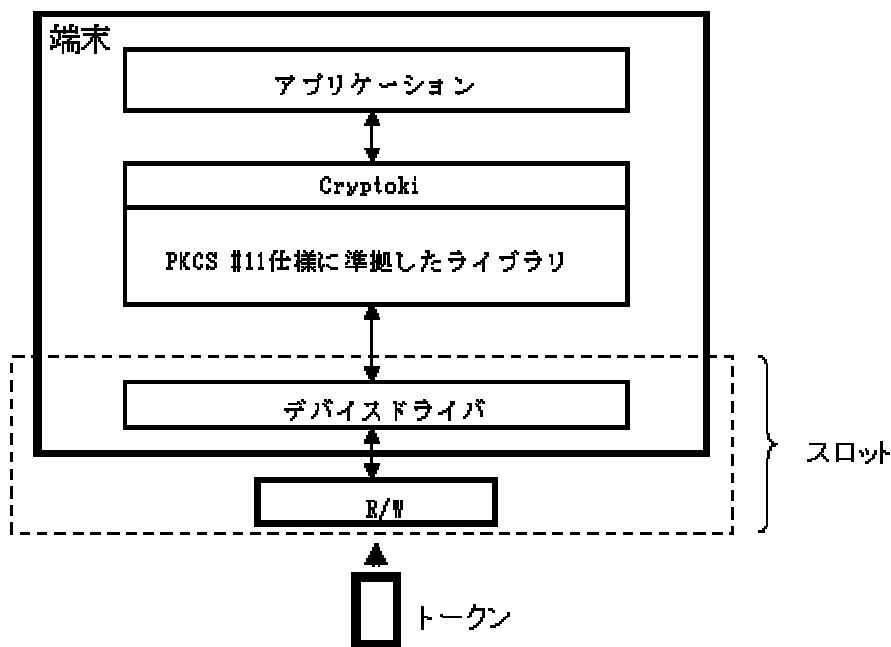 端末
アプリケーション
Cryptoki
PKCS #11仕様に準拠したライブラリ
デバイスドライバ
スロット
R/W
トークン